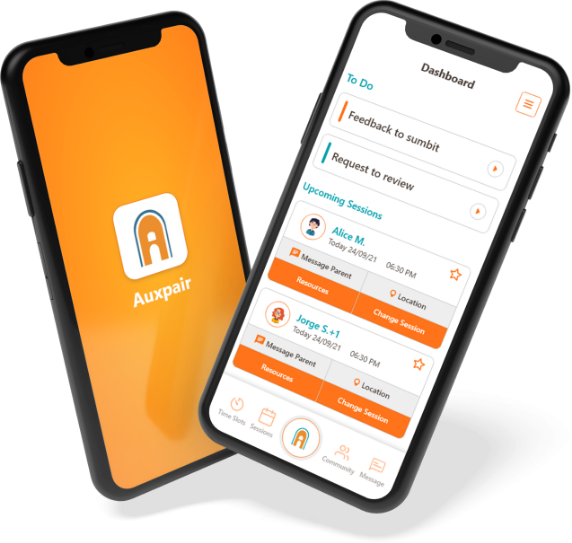 Auxpair
Dashboard
To Do
Feedback to sumbit
Request to review
Upcoming Sessions
Alice M.
Today 24/09/21 06:30 PM
Message Parent Location
Resources Change Session
Jorge S.+1
Today 24/09/21 06:30 PM
Message Parent Location
Resources Change Session
Time Slots Sessions Community Message